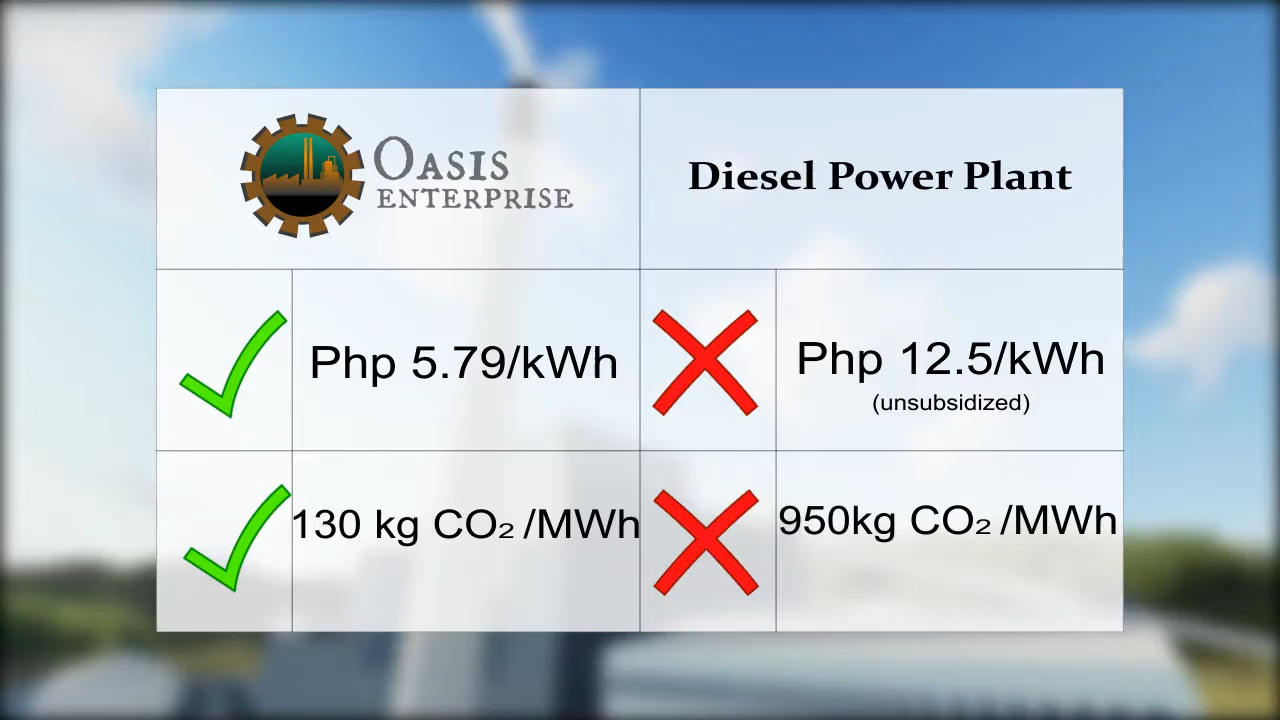 OASIS
ENTERPRISE
Diesel Power Plant
Php 5.79/kWh
Php 12.5/kWh
(unsubsidized)
130 kg CO₂ /MWh
950kg CO₂ /MWh